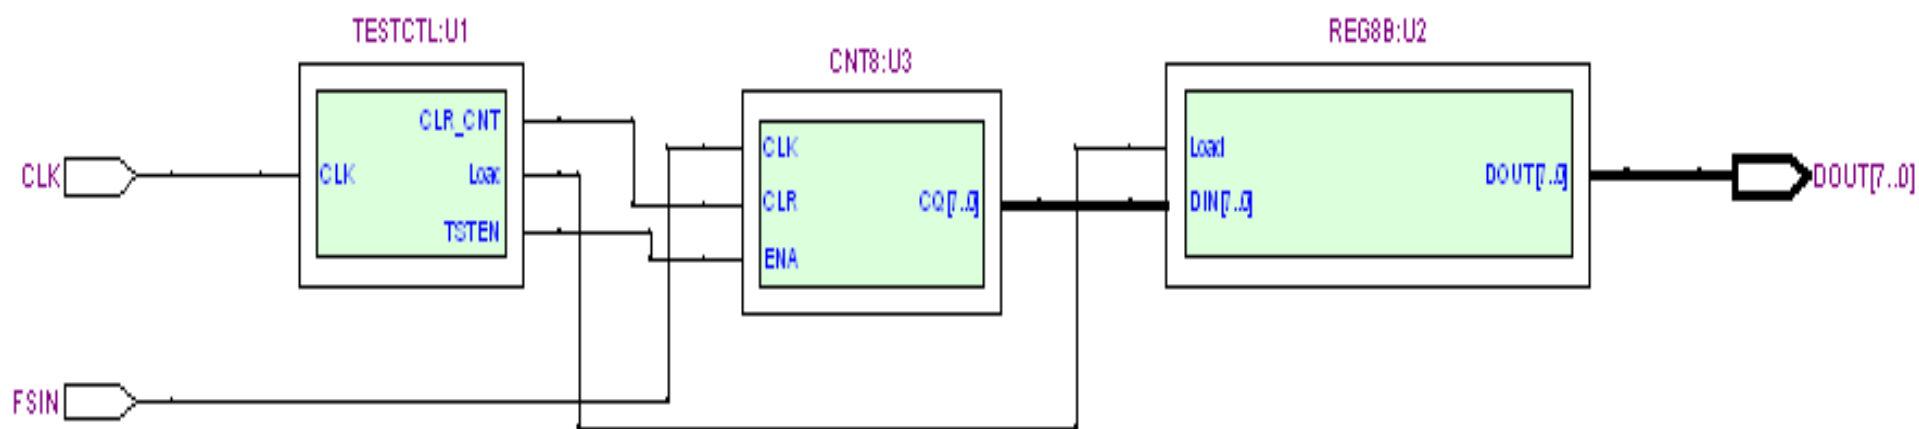 TESTCTL:U1
CNT8:U3
REG8B:U2
CLK
CLK
CLR_CNT
Load
TSTEN
CLK
CLR
ENA
CQ[7..0]
Load
DIN[7..0]
DOUT[7..0]
DOUT[7..0]
FSIN